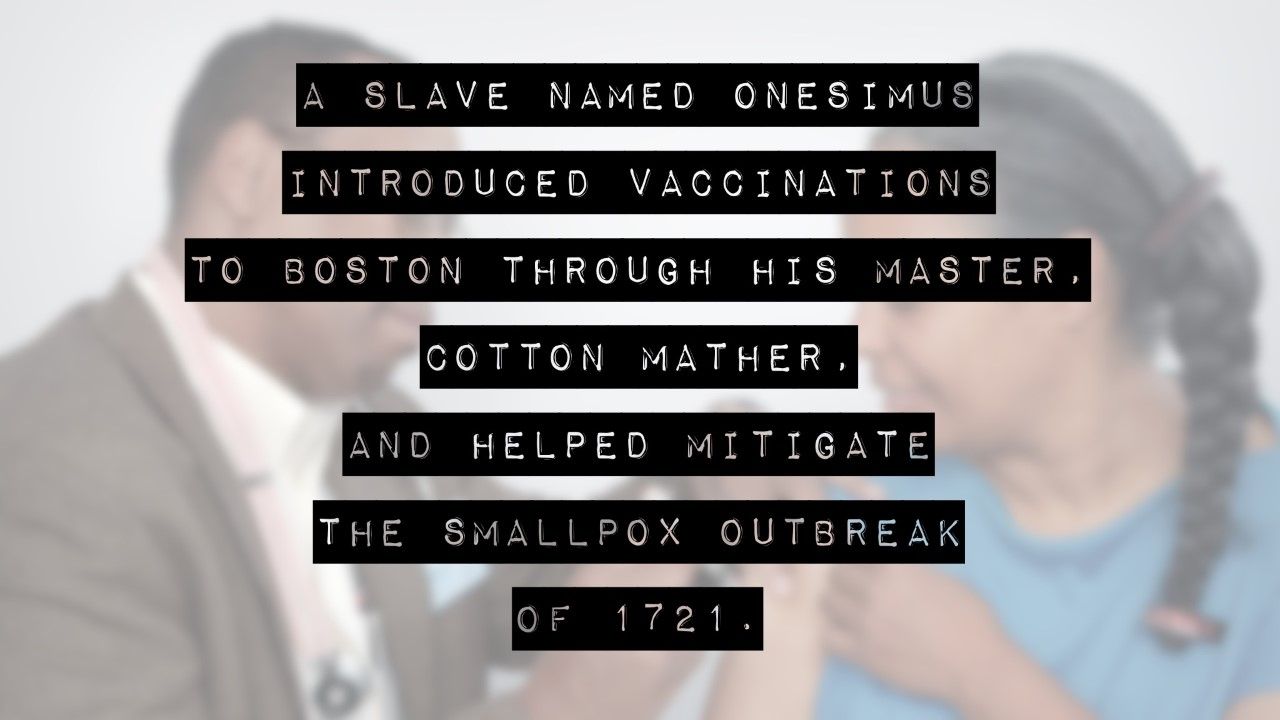 A SLAVE NAMED ONESIMUS
INTRODUCED VACCINATIONS
TO BOSTON THROUGH HIS MASTER,
COTTON MATHER,
AND HELPED MITIGATE
THE SMALLPOX OUTBREAK
OF 1721.